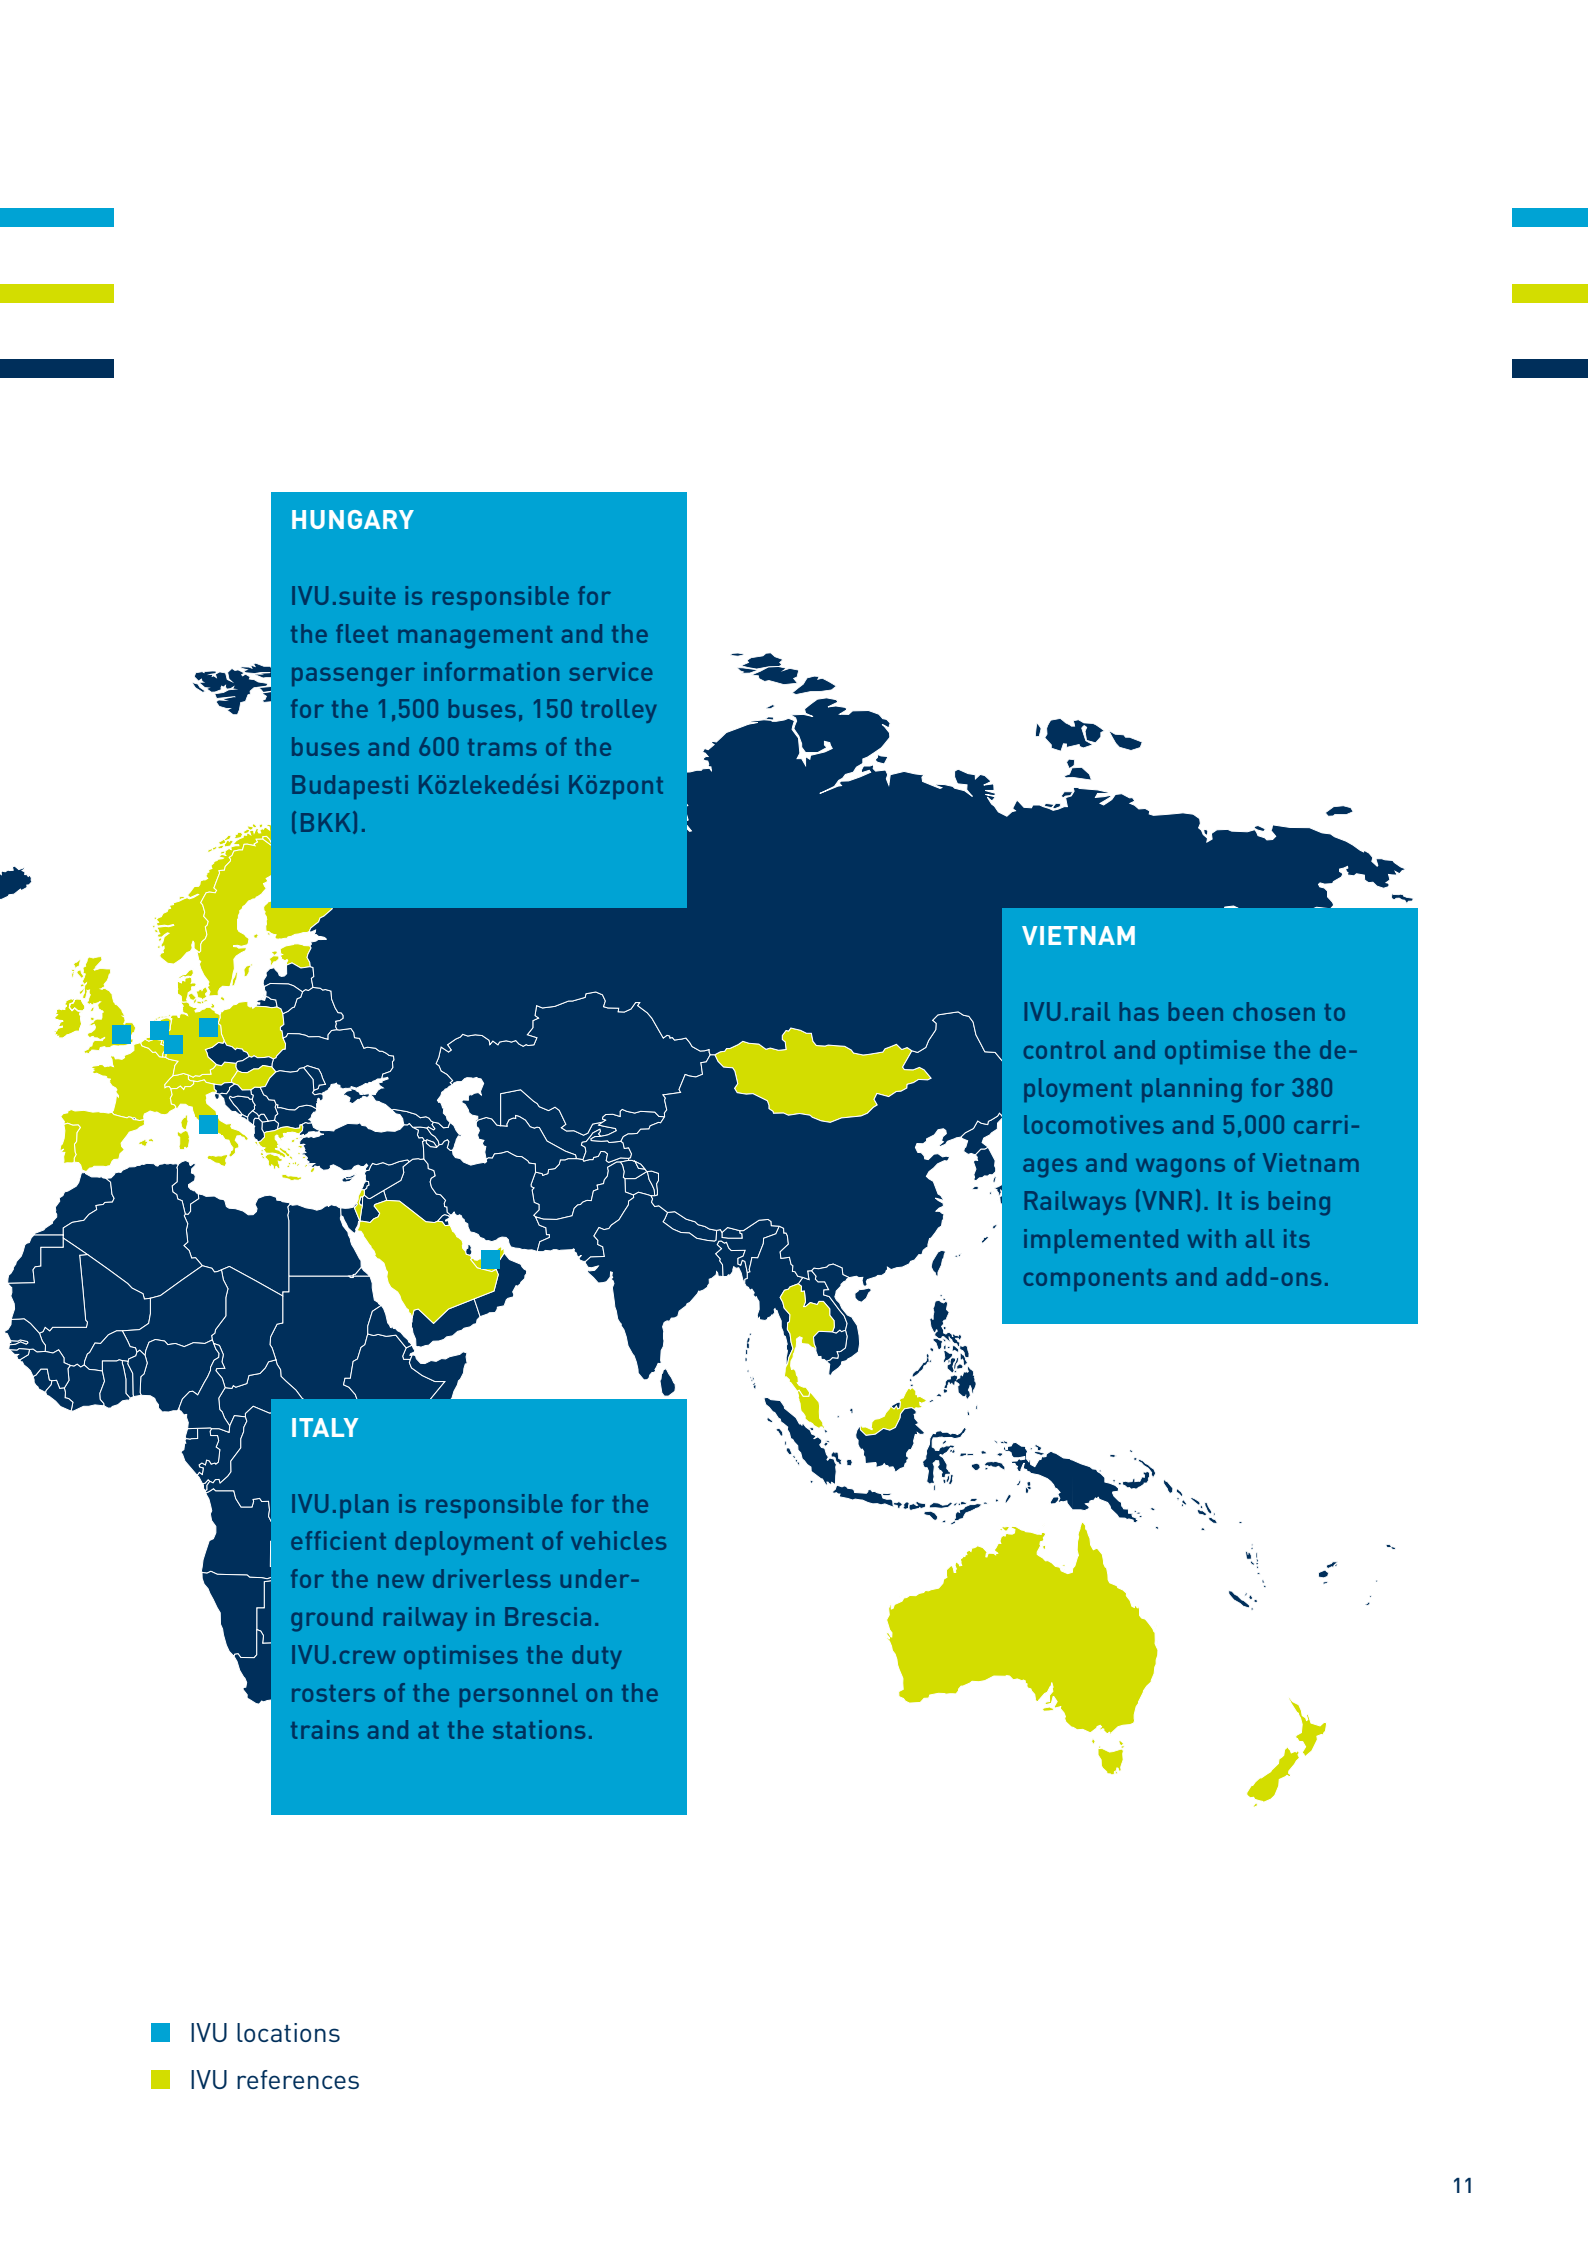 HUNGARY
IVU.suite is responsible for
the fleet management and the
passenger information service
for the 1,500 buses, 150 trolley
buses and 600 trams of the
Budapesti Közlekedési Központ
(BKK).
VIETNAM
IVU.rail has been chosen to
control and optimise the de-
ployment planning for 380
locomotives and 5,000 carri-
ages and wagons of Vietnam
Railways (VNR). It is being
implemented with all its
components and add-ons.
ITALY
IVU.plan is responsible for the
efficient deployment of vehicles
for the new driverless under-
ground railway in Brescia.
IVU.crew optimises the duty
rosters of the personnel on the
trains and at the stations.
IVU locations
IVU references
11